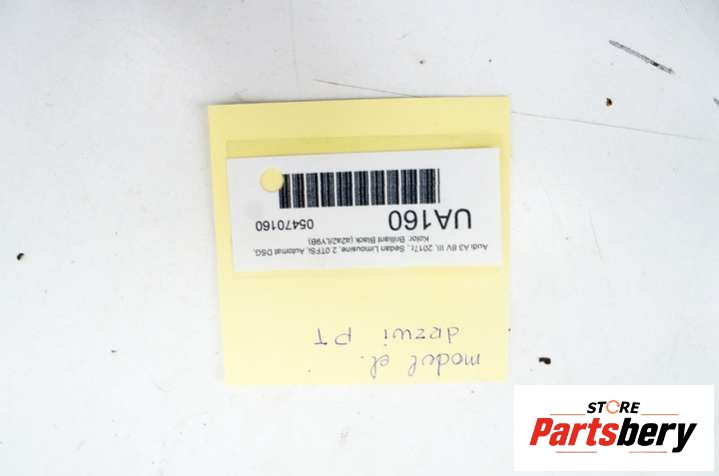 moduł el.
drzwi PT
Audi A3 8V III, 2017r., Sedan Limousine, 2.0TFSI, Automat DSG,
Kolor: Brilliant Black (a2a2/LY9B)
UA160
05470160
STORE
Partsbery